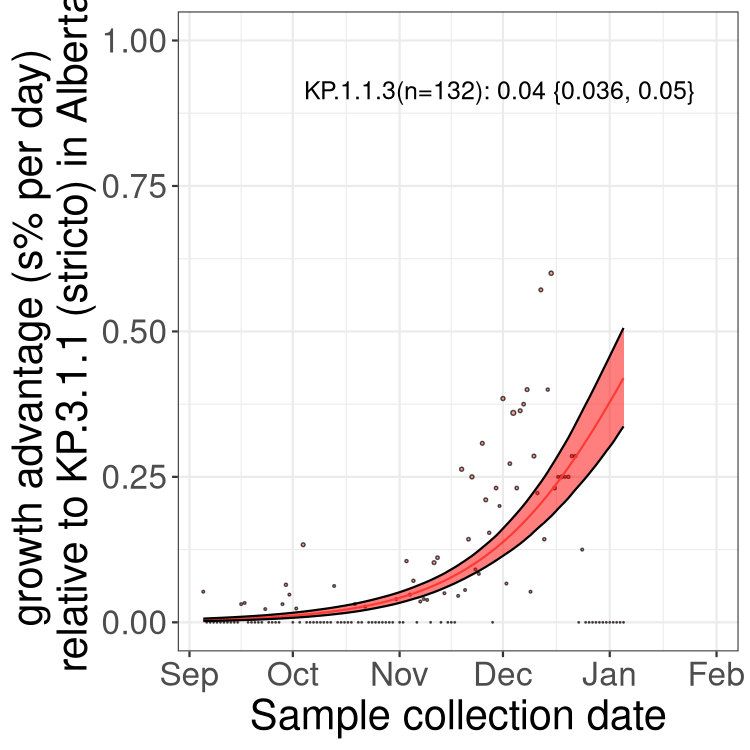 growth advantage (s% per day)
relative to KP.3.1.1 (stricto) in Alberta
1.00
0.75
0.50
0.25
0.00
KP.1.1.3(n=132): 0.04 {0.036, 0.05}
Sep Oct Nov Dec Jan Feb
Sample collection date